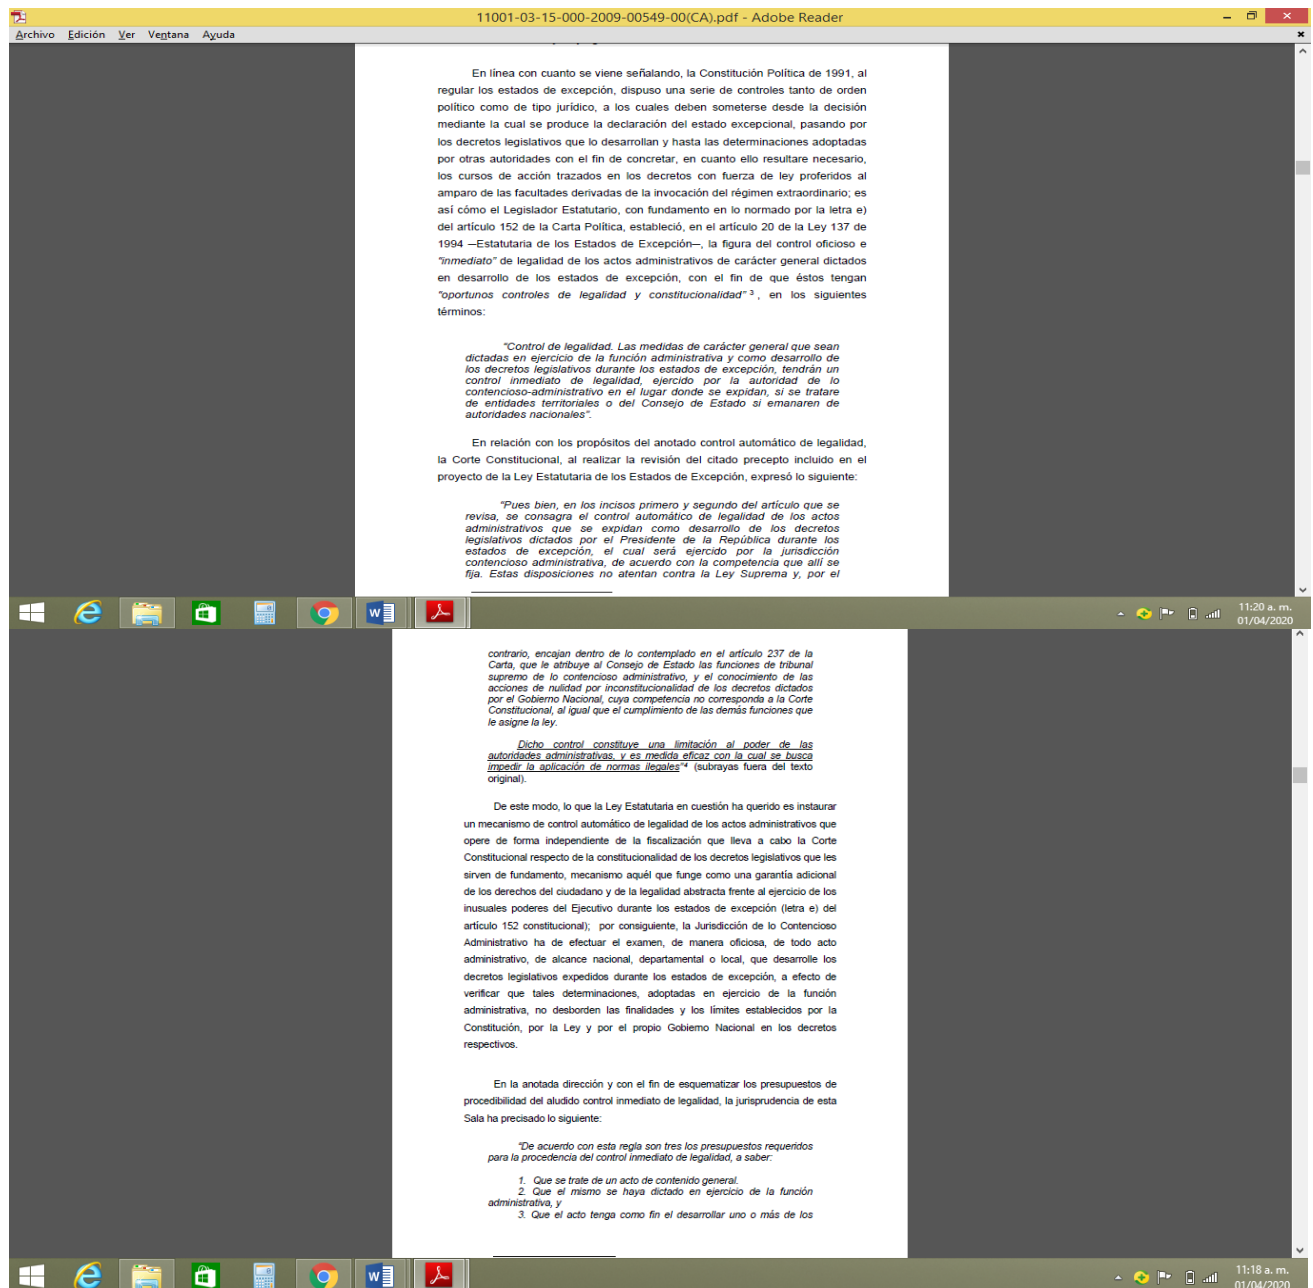 11001-03-15-000-2009-00549-00(CA).pdf - Adobe Reader
Archivo Edición Ver Ventana Ayuda
En línea con cuanto se viene señalando, la Constitución Política de 1991, al
regular los estados de excepción, dispuso una serie de controles tanto de orden
político como de tipo jurídico, a los cuales deben someterse desde la decisión
mediante la cual se produce la declaración del estado excepcional, pasando por
los decretos legislativos que lo desarrollan y hasta las determinaciones adoptadas
por otras autoridades con el fin de concretar, en cuanto ello resultare necesario,
los cursos de acción trazados en los decretos con fuerza de ley proferidos al
amparo de las facultades derivadas de la invocación del régimen extraordinario; es
así cómo el Legislador Estatutario, con fundamento en lo normado por la letra e)
del artículo 152 de la Carta Política, estableció, en el artículo 20 de la Ley 137 de
1994 —Estatutaria de los Estados de Excepción—, la figura del control oficioso e
"inmediato" de legalidad de los actos administrativos de carácter general dictados
en desarrollo de los estados de excepción, con el fin de que éstos tengan
"oportunos controles de legalidad y constitucionalidad" 3 , en los siguientes
términos:
"Control de legalidad. Las medidas de carácter general que sean
dictadas en ejercicio de la función administrativa y como desarrollo de
los decretos legislativos durante los estados de excepción, tendrán un
control inmediato de legalidad, ejercido por la autoridad de lo
contencioso-administrativo en el lugar donde se expidan, si se tratare
de entidades territoriales o del Consejo de Estado si emanaren de
autoridades nacionales".
En relación con los propósitos del anotado control automático de legalidad,
la Corte Constitucional, al realizar la revisión del citado precepto incluido en el
proyecto de la Ley Estatutaria de los Estados de Excepción, expresó lo siguiente:
"Pues bien, en los incisos primero y segundo del artículo que se
revisa, se consagra el control automático de legalidad de los actos
administrativos que se expidan como desarrollo de los decretos
legislativos dictados por el Presidente de la República durante los
estados de excepción, el cual será ejercido por la jurisdicción
contencioso administrativa, de acuerdo con la competencia que allí se
fija. Estas disposiciones no atentan contra la Ley Suprema y, por el
11:20 a. m.
01/04/2020
contrario, encajan dentro de lo contemplado en el artículo 237 de la
Carta, que le atribuye al Consejo de Estado las funciones de tribunal
supremo de lo contencioso administrativo, y el conocimiento de las
acciones de nulidad por inconstitucionalidad de los decretos dictados
por el Gobierno Nacional, cuya competencia no corresponda a la Corte
Constitucional, al igual que el cumplimiento de las demás funciones que
le asigne la ley.
Dicho control constituye una limitación al poder de las
autoridades administrativas, y es medida eficaz con la cual se busca
impedir la aplicación de normas ilegales"4 (subrayas fuera del texto
original).
De este modo, lo que la Ley Estatutaria en cuestión ha querido es instaurar
un mecanismo de control automático de legalidad de los actos administrativos que
opere de forma independiente de la fiscalización que lleva a cabo la Corte
Constitucional respecto de la constitucionalidad de los decretos legislativos que les
sirven de fundamento, mecanismo aquél que funge como una garantía adicional
de los derechos del ciudadano y de la legalidad abstracta frente al ejercicio de los
inusuales poderes del Ejecutivo durante los estados de excepción (letra e) del
artículo 152 constitucional); por consiguiente, la Jurisdicción de lo Contencioso
Administrativo ha de efectuar el examen, de manera oficiosa, de todo acto
administrativo, de alcance nacional, departamental o local, que desarrolle los
decretos legislativos expedidos durante los estados de excepción, a efecto de
verificar que tales determinaciones, adoptadas en ejercicio de la función
administrativa, no desborden las finalidades y los límites establecidos por la
Constitución, por la Ley y por el propio Gobierno Nacional en los decretos
respectivos.
En la anotada dirección y con el fin de esquematizar los presupuestos de
procedibilidad del aludido control inmediato de legalidad, la jurisprudencia de esta
Sala ha precisado lo siguiente:
"De acuerdo con esta regla son tres los presupuestos requeridos
para la procedencia del control inmediato de legalidad, a saber:
1. Que se trate de un acto de contenido general.
2. Que el mismo se haya dictado en ejercicio de la función
administrativa, y
3. Que el acto tenga como fin el desarrollar uno o más de los
11:18 a. m.
01/04/2020